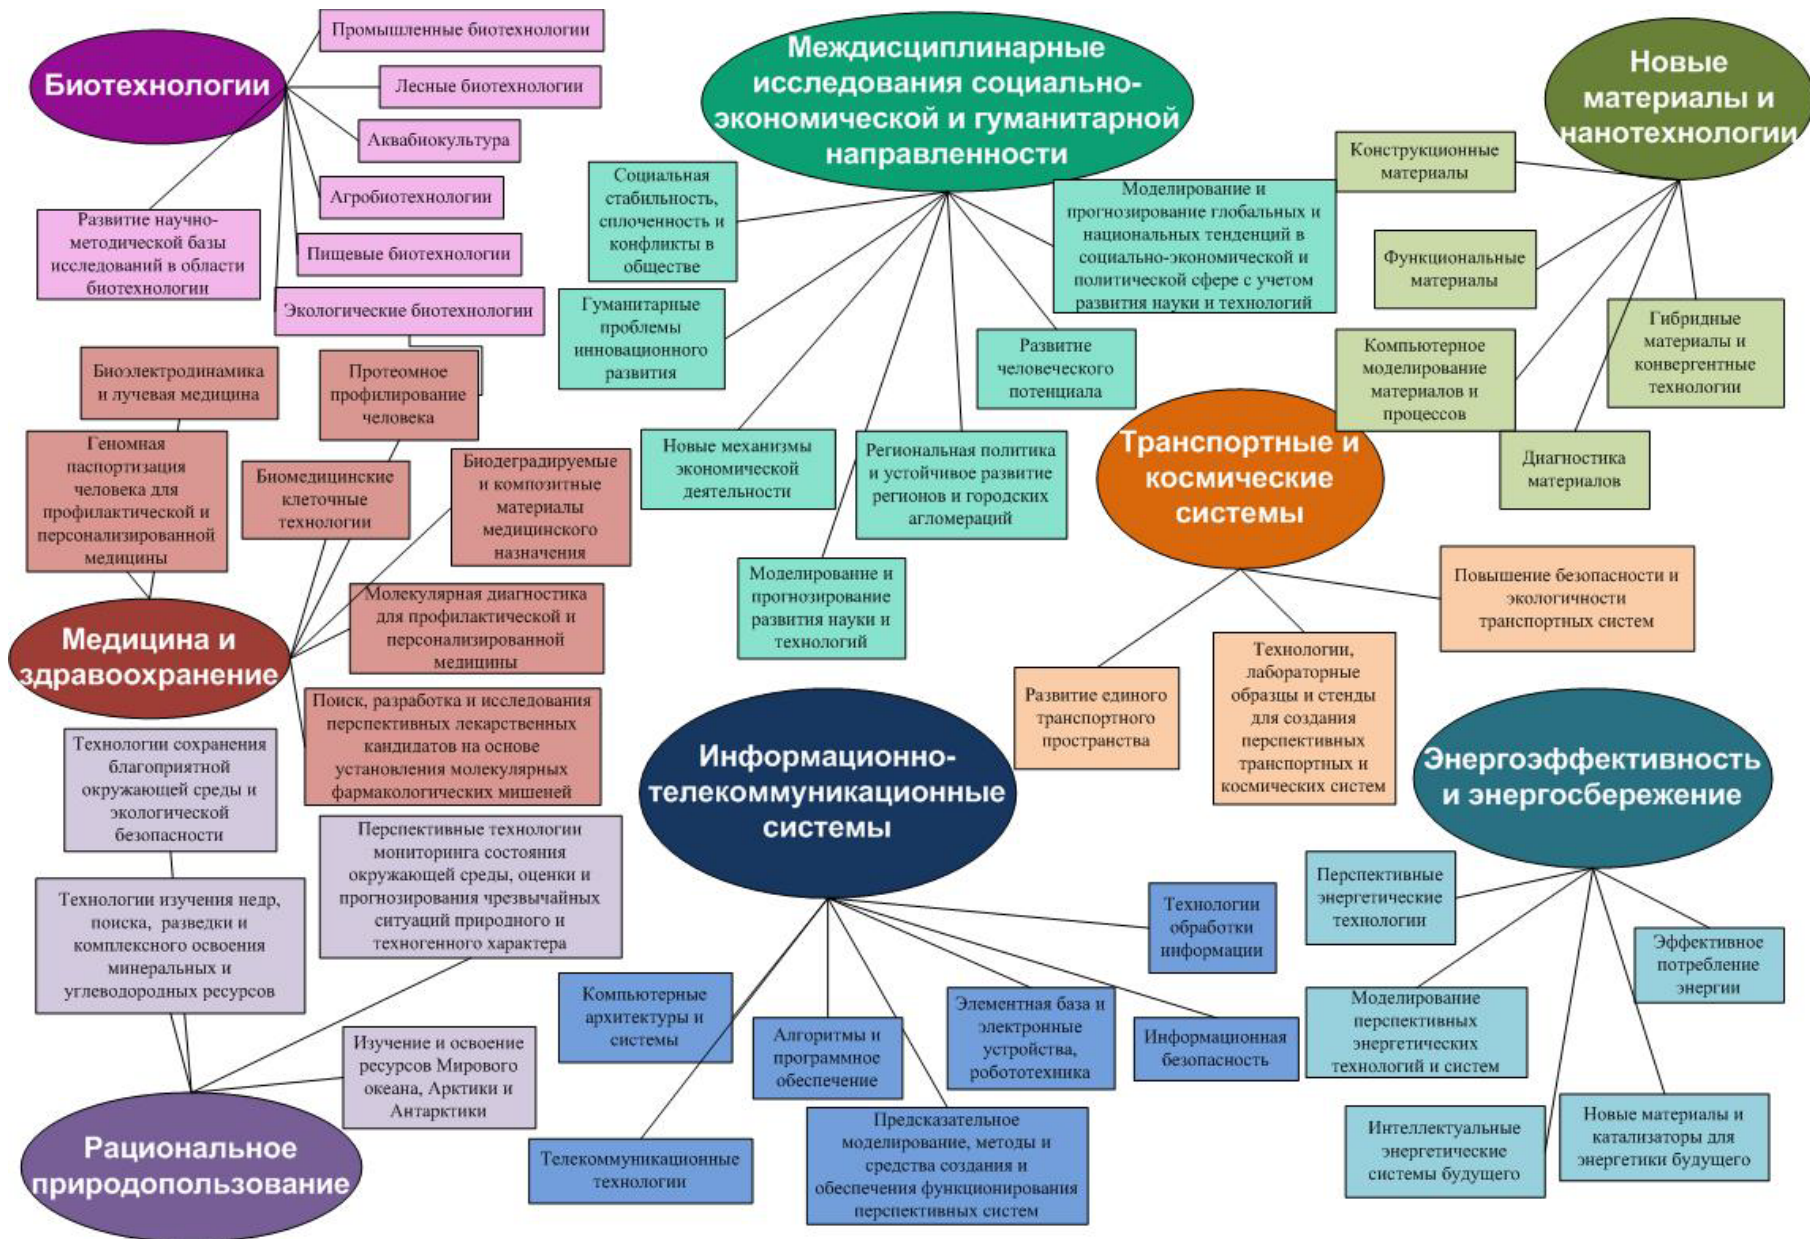 Биотехнологии
Промышленные биотехнологии
Лесные биотехнологии
Аквабиокультура
Агробиотехнологии
Развитие научно-
методической базы
исследований в области
биотехнологии
Пищевые биотехнологии
Экологические биотехнологии
Междисциплинарные
исследования социально-
экономической и гуманитарной
направленности
Социальная
стабильность,
сплоченность и
конфликты в
обществе
Моделирование и
прогнозирование глобальных и
национальных тенденций в
социально-экономической и
политической сфере с учетом
развития науки и технологий
Гуманитарные
проблемы
инновационного
развития
Развитие
человеческого
потенциала
Новые механизмы
экономической
деятельности
Региональная политика
и устойчивое развитие
регионов и городских
агломераций
Моделирование и
прогнозирование
развития науки и
технологий
Новые
материалы и
нанотехнологии
Конструкционные
материалы
Функциональные
материалы
Гибридные
материалы и
конвергентные
технологии
Компьютерное
моделирование
материалов и
процессов
Диагностика
материалов
Биоэлектродинамика
и лучевая медицина
Протеомное
профилирование
человека
Геномная
паспортизация
человека для
профилактической и
персонализированной
медицины
Биомедицинские
клеточные
технологии
Биодеградируемые
и композитные
материалы
медицинского
назначения
Медицина и
здравоохранение
Молекулярная диагностика
для профилактической и
персонализированной
медицины
Поиск, разработка и исследования
перспективных лекарственных
кандидатов на основе
установления молекулярных
фармакологических мишеней
Транспортные и
космические
системы
Повышение безопасности и
экологичности
транспортных систем
Развитие единого
транспортного
пространства
Технологии,
лабораторные
образцы и стенды
для создания
перспективных
транспортных и
космических систем
Технологии сохранения
благоприятной
окружающей среды и
экологической
безопасности
Перспективные технологии
мониторинга состояния
окружающей среды, оценки и
прогнозирования чрезвычайных
ситуаций природного и
техногенного характера
Технологии изучения недр,
поиска, разведки и
комплексного освоения
минеральных и
углеводородных ресурсов
Изучение и освоение
ресурсов Мирового
океана, Арктики и
Антарктики
Рациональное
природопользование
Информационно-
телекоммуникационные
системы
Технологии
обработки
информации
Компьютерные
архитектуры и
системы
Алгоритмы и
программное
обеспечение
Элементная база и
электронные
устройства,
робототехника
Информационная
безопасность
Телекоммуникационные
технологии
Предсказательное
моделирование, методы и
средства создания и
обеспечения функционирования
перспективных систем
Энергоэффективность
и энергосбережение
Перспективные
энергетические
технологии
Эффективное
потребление
энергии
Моделирование
перспективных
энергетических
технологий и систем
Интеллектуальные
энергетические
системы будущего
Новые материалы и
катализаторы для
энергетики будущего